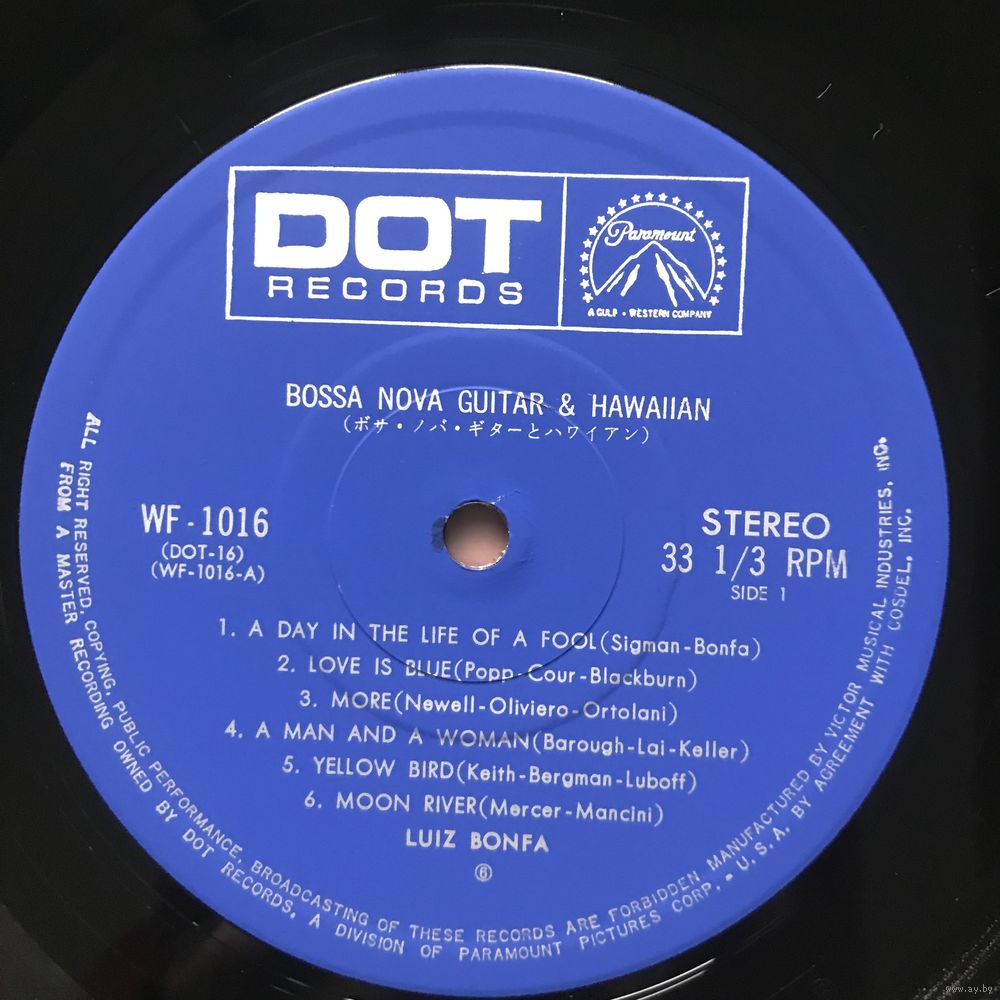 DOT
RECORDS
Paramount
A GULF + WESTERN COMPANY
BOSSA NOVA GUITAR & HAWAIIAN
(ボサ・ノバ・ギターとハワイアン)
WF-1016
(DOT-16)
(WF-1016-A)
STEREO
33 1/3 RPM
SIDE 1
1. A DAY IN THE LIFE OF A FOOL(Sigman-Bonfa)
2. LOVE IS BLUE(Popp-Cour-Blackburn)
3. MORE(Newell-Oliviero-Ortolani)
4. A MAN AND A WOMAN(Barough-Lai-Keller)
5. YELLOW BIRD(Keith-Bergman-Luboff)
6. MOON RIVER(Mercer-Mancini)
LUIZ BONFA
⑥
ALL RIGHT RESERVED, COPYING, PUBLIC PERFORMANCE, BROADCASTING OF THESE RECORDS ARE FORBIDDEN MANUFACTURED BY VICTOR MUSICAL INDUSTRIES, INC.
FROM A MASTER RECORDING OWNED BY DOT RECORDS, A DIVISION OF PARAMOUNT PICTURES CORP. - U.S.A. BY AGREEMENT WITH COSDEL, INC.
www.ay.by